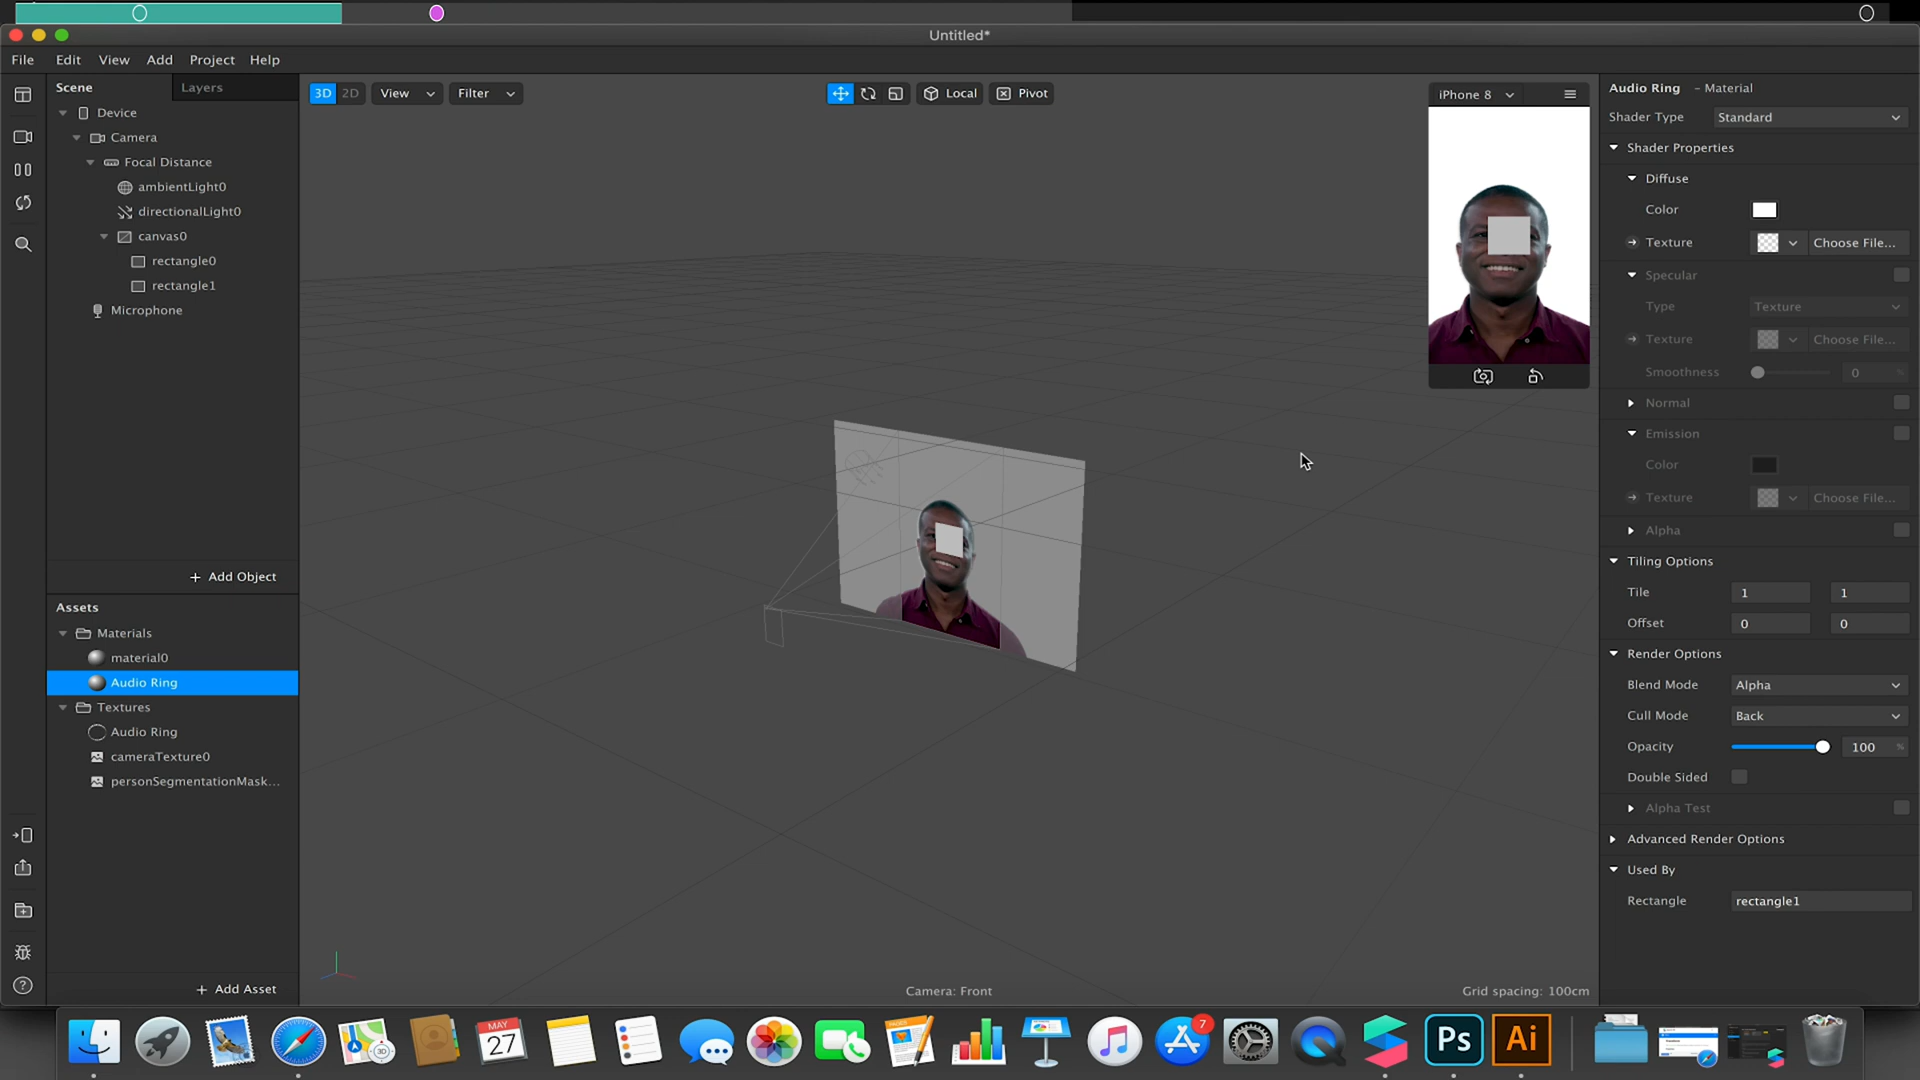 Untitled*
File Edit View Add Project Help
Scene Layers
Device
Camera
Focal Distance
ambientLight0
directionalLight0
canvas0
rectangle0
rectangle1
Microphone
+ Add Object
Assets
Materials
material0
Audio Ring
Textures
Audio Ring
cameraTexture0
personSegmentationMask...
+ Add Asset
3D 2D View Filter Local Pivot
iPhone 8
Camera: Front
Grid spacing: 100cm
Audio Ring - Material
Shader Type Standard
Shader Properties
Diffuse
Color
Texture Choose File...
Specular
Type Texture
Texture Choose File...
Smoothness 0 %
Normal
Emission
Color
Texture Choose File...
Alpha
Tiling Options
Tile 1 1
Offset 0 0
Render Options
Blend Mode Alpha
Cull Mode Back
Opacity 100 %
Double Sided
Alpha Test
Advanced Render Options
Used By
Rectangle rectangle1
3D
MAY
27
PAGES
7
Ps
Ai